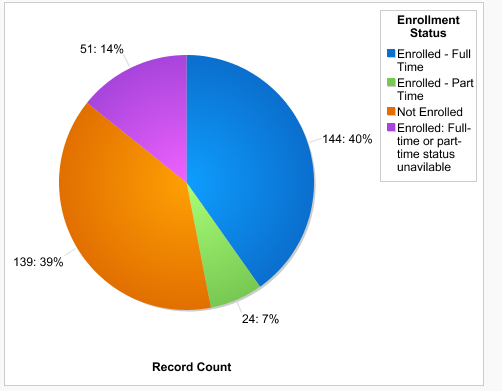 Enrollment
Status
Enrolled - Full
Time
Enrolled - Part
Time
Not Enrolled
Enrolled: Full-
time or part-
time status
unavilable
51: 14%
144: 40%
139: 39%
24: 7%
Record Count